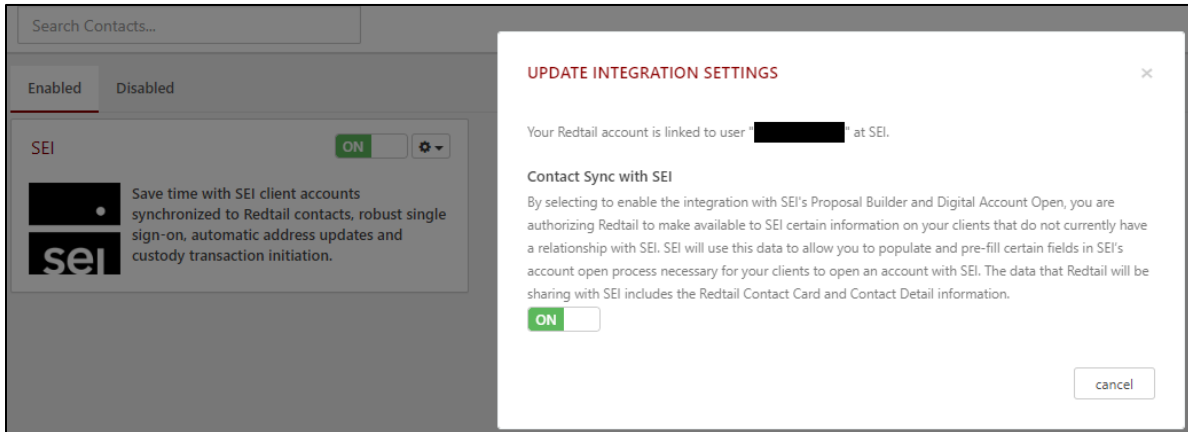 Search Contacts...
Enabled Disabled
SEI
ON
sei
Save time with SEI client accounts
synchronized to Redtail contacts, robust single
sign-on, automatic address updates and
custody transaction initiation.
UPDATE INTEGRATION SETTINGS
×
Your Redtail account is linked to user " " at SEI.
Contact Sync with SEI
By selecting to enable the integration with SEI's Proposal Builder and Digital Account Open, you are
authorizing Redtail to make available to SEI certain information on your clients that do not currently have
a relationship with SEI. SEI will use this data to allow you to populate and pre-fill certain fields in SEI's
account open process necessary for your clients to open an account with SEI. The data that Redtail will be
sharing with SEI includes the Redtail Contact Card and Contact Detail information.
ON
cancel